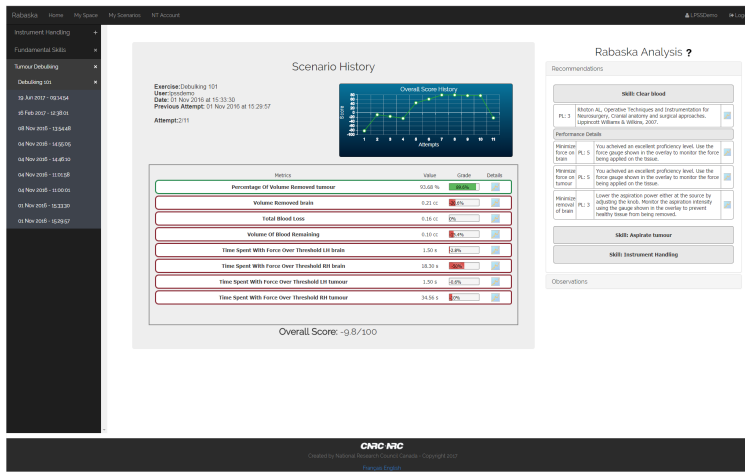 Rabaska Home My Space My Scenarios NT Account LPSSDemo Log
Instrument Handling +
Fundamental Skills
Tumour Debulking
Debulking 101
19 Jun 2017 - 09:14:54
16 Feb 2017 - 12:38:01
08 Nov 2016 - 13:54:48
04 Nov 2016 - 14:55:05
04 Nov 2016 - 14:46:10
04 Nov 2016 - 11:01:58
04 Nov 2016 - 11:00:01
01 Nov 2016 - 15:33:30
01 Nov 2016 - 15:29:57
Scenario History
Exercise:Debulking 101
User:lpssdemo
Date: 01 Nov 2016 at 15:33:30
Previous Attempt: 01 Nov 2016 at 15:29:57
Attempt:2/11
Overall Score History
Score
1 2 3 4 5 6 7 8 9 10 11
Attempts
Metrics Value Grade Details
Percentage Of Volume Removed tumour 93.68 % 89.6%
Volume Removed brain 0.21 cc
Total Blood Loss 0.16 cc 0%
Volume Of Blood Remaining 0.10 cc
Time Spent With Force Over Threshold LH brain 1.50 s
Time Spent With Force Over Threshold RH brain 18.30 s
Time Spent With Force Over Threshold LH tumour 1.50 s
Time Spent With Force Over Threshold RH tumour 34.56 s
Overall Score: -9.8/100
Rabaska Analysis ?
Recommendations
Skill: Clear blood
PL: 3 Rhoton AL, Operative Techniques and Instrumentation for
Neurosurgery, Cranial anatomy and surgical approaches.
Lippincott Williams & Wilkins, 2007.
Performance Details
Minimize force on brain PL: 5 You acheived an excellent proficiency level. Use the
force gauge shown in the overlay to monitor the force
being applied on the tissue.
Minimize force on tumour PL: 5 You acheived an excellent proficiency level. Use the
force gauge shown in the overlay to monitor the force
being applied on the tissue.
Minimize removal of brain PL: 3 Lower the aspiration power either at the source by
adjusting the knob. Monitor the aspiration intensity
using the gauge shown in the overlay to prevent
healthy tissue from being removed.
Skill: Aspirate tumour
Skill: Instrument Handling
Observations
CNRC NRC
Created by National Research Council Canada - Copyright 2017
Français English